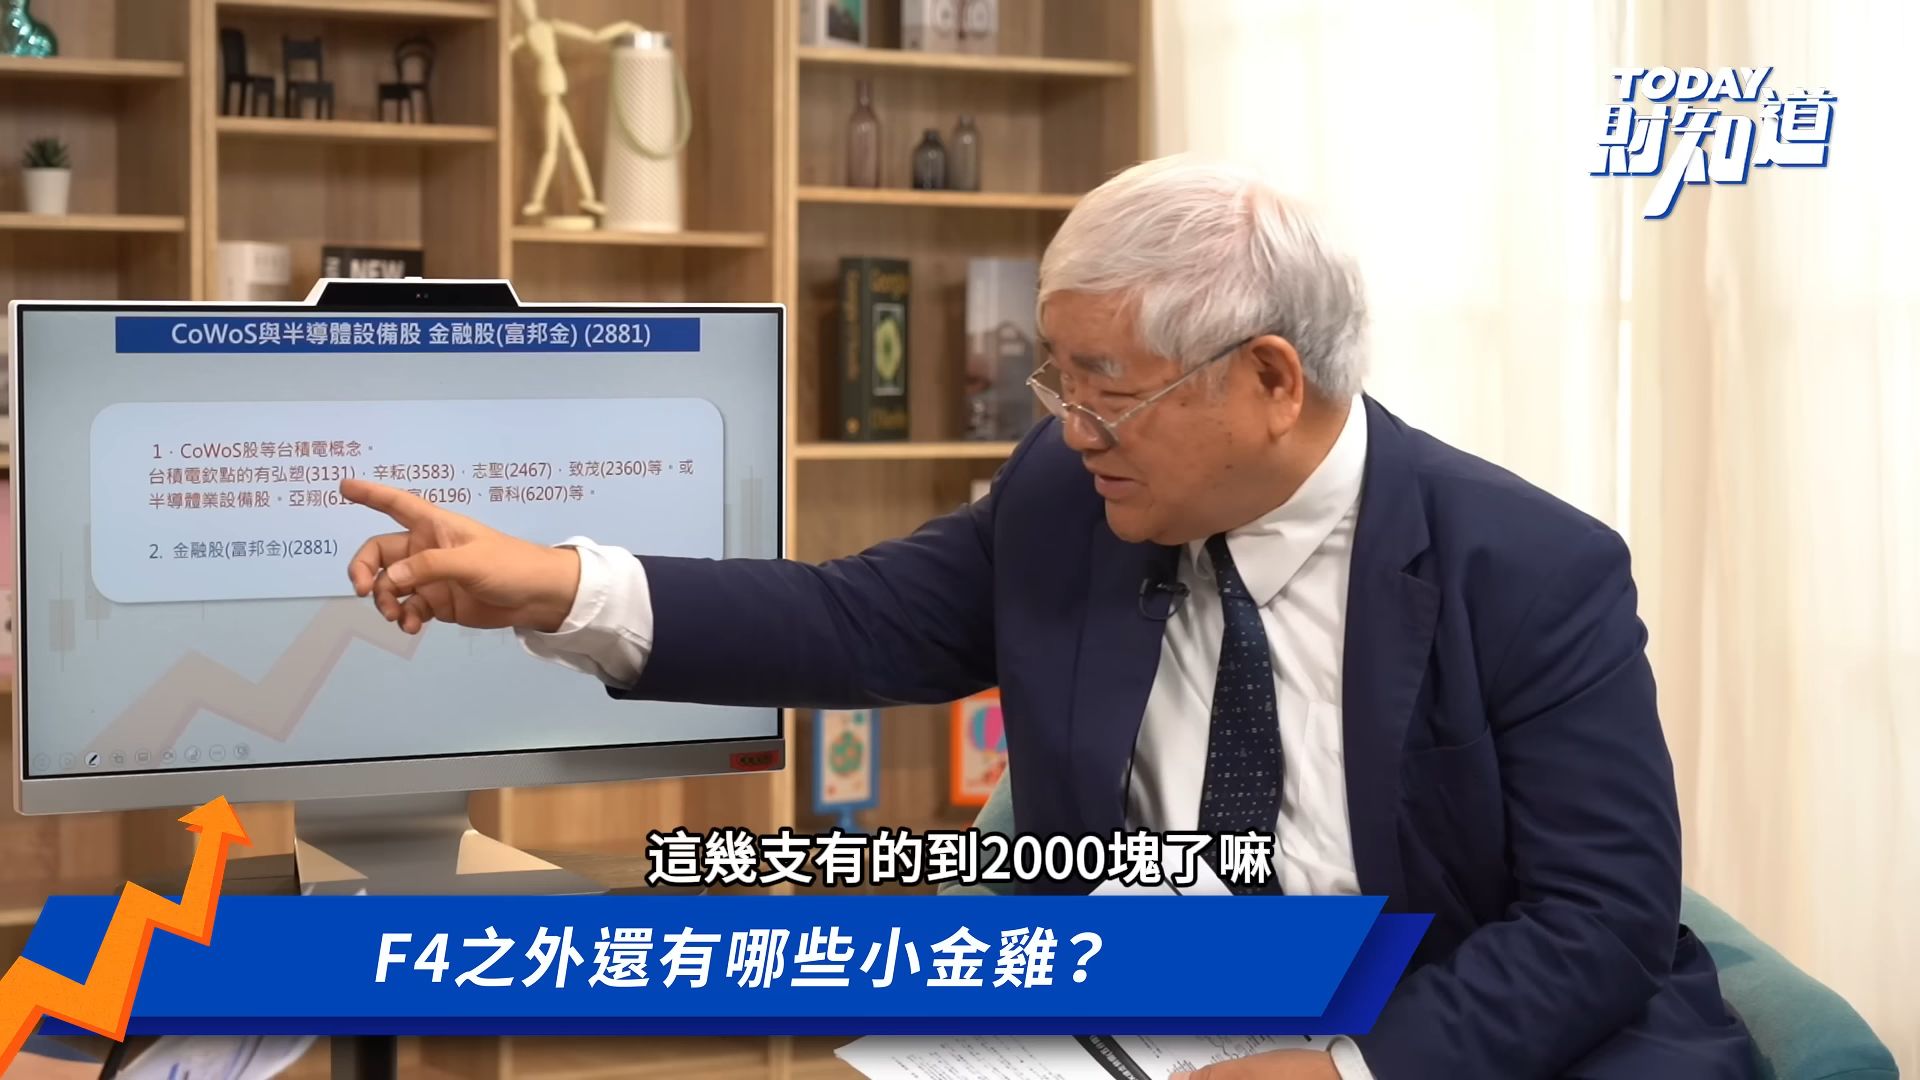 TODAY
財知道
NEW
CoWoS與半導體設備股 金融股(富邦金) (2881)
1．CoWoS股等台積電概念。
台積電欽點的有弘塑(3131)．辛耘(3583)．志聖(2467)．致茂(2360)等。或
半導體業設備股。亞翔(61 (6196)、雷科(6207)等。
2. 金融股(富邦金)(2881)
這幾支有的到2000塊了嘛
F4之外還有哪些小金雞？